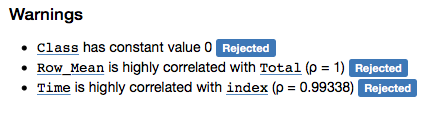 Warnings
Class has constant value 0 Rejected
Row_Mean is highly correlated with Total (ρ = 1) Rejected
Time is highly correlated with index (ρ = 0.99338) Rejected